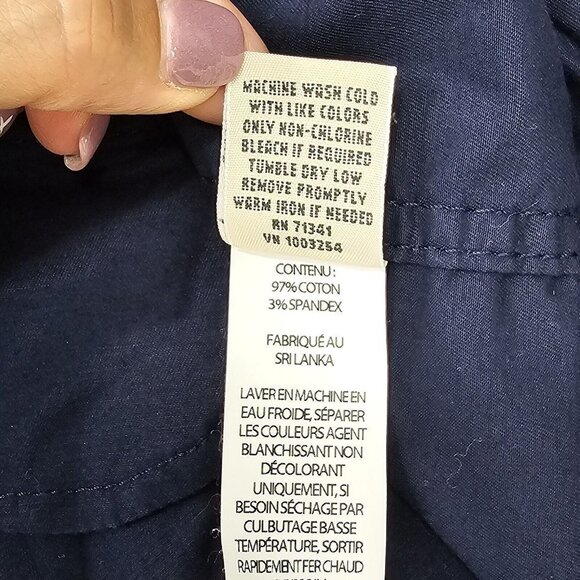 MACHINE WASH COLD
WITH LIKE COLORS
ONLY NON-CHLORINE
BLEACH IF REQUIRED
TUMBLE DRY LOW
REMOVE PROMPTLY
WARM IRON IF NEEDED
RN 71341
VN 1003254
CONTENU:
97% COTON
3% SPANDEX
FABRIQUÉ AU
SRI LANKA
LAVER EN MACHINE EN
EAU FROIDE, SÉPARER
LES COULEURS AGENT
BLANCHISSANT NON
DÉCOLORANT
UNIQUEMENT, SI
BESOIN SÉCHAGE PAR
CULBUTAGE BASSE
TEMPÉRATURE, SORTIR
RAPIDEMENT FER CHAUD